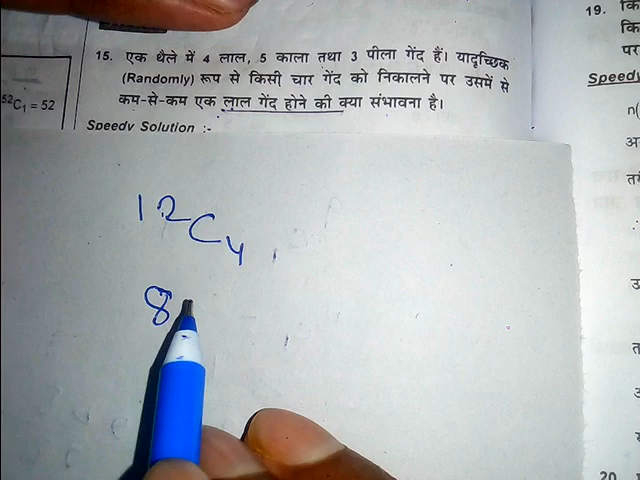 19. कि
कि
पर
15. एक थैले में 4 लाल, 5 काला तथा 3 पीला गेंद हैं। यादृच्छिक
(Randomly) रूप से किसी चार गेंद को निकालने पर उसमें से
कम-से-कम एक लाल गेंद होने की क्या संभावना है।
Speedy Solution :-
⁵²C₁ = 52
Speedy
n(
12C4
8
20